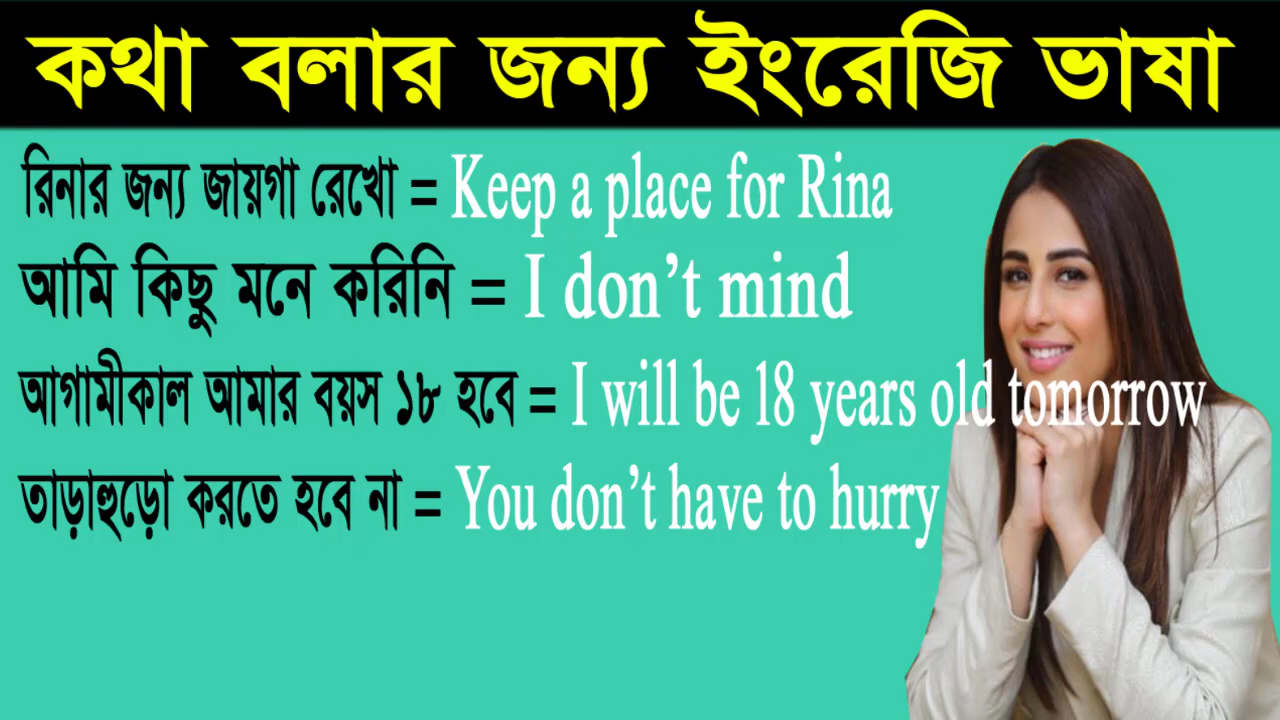 কথা বলার জন্য ইংরেজি ভাষা
রিনার জন্য জায়গা রেখো = Keep a place for Rina
আমি কিছু মনে করিনি = I don’t mind
আগামীকাল আমার বয়স ১৮ হবে = I will be 18 years old tomorrow
তাড়াহুড়ো করতে হবে না = You don’t have to hurry